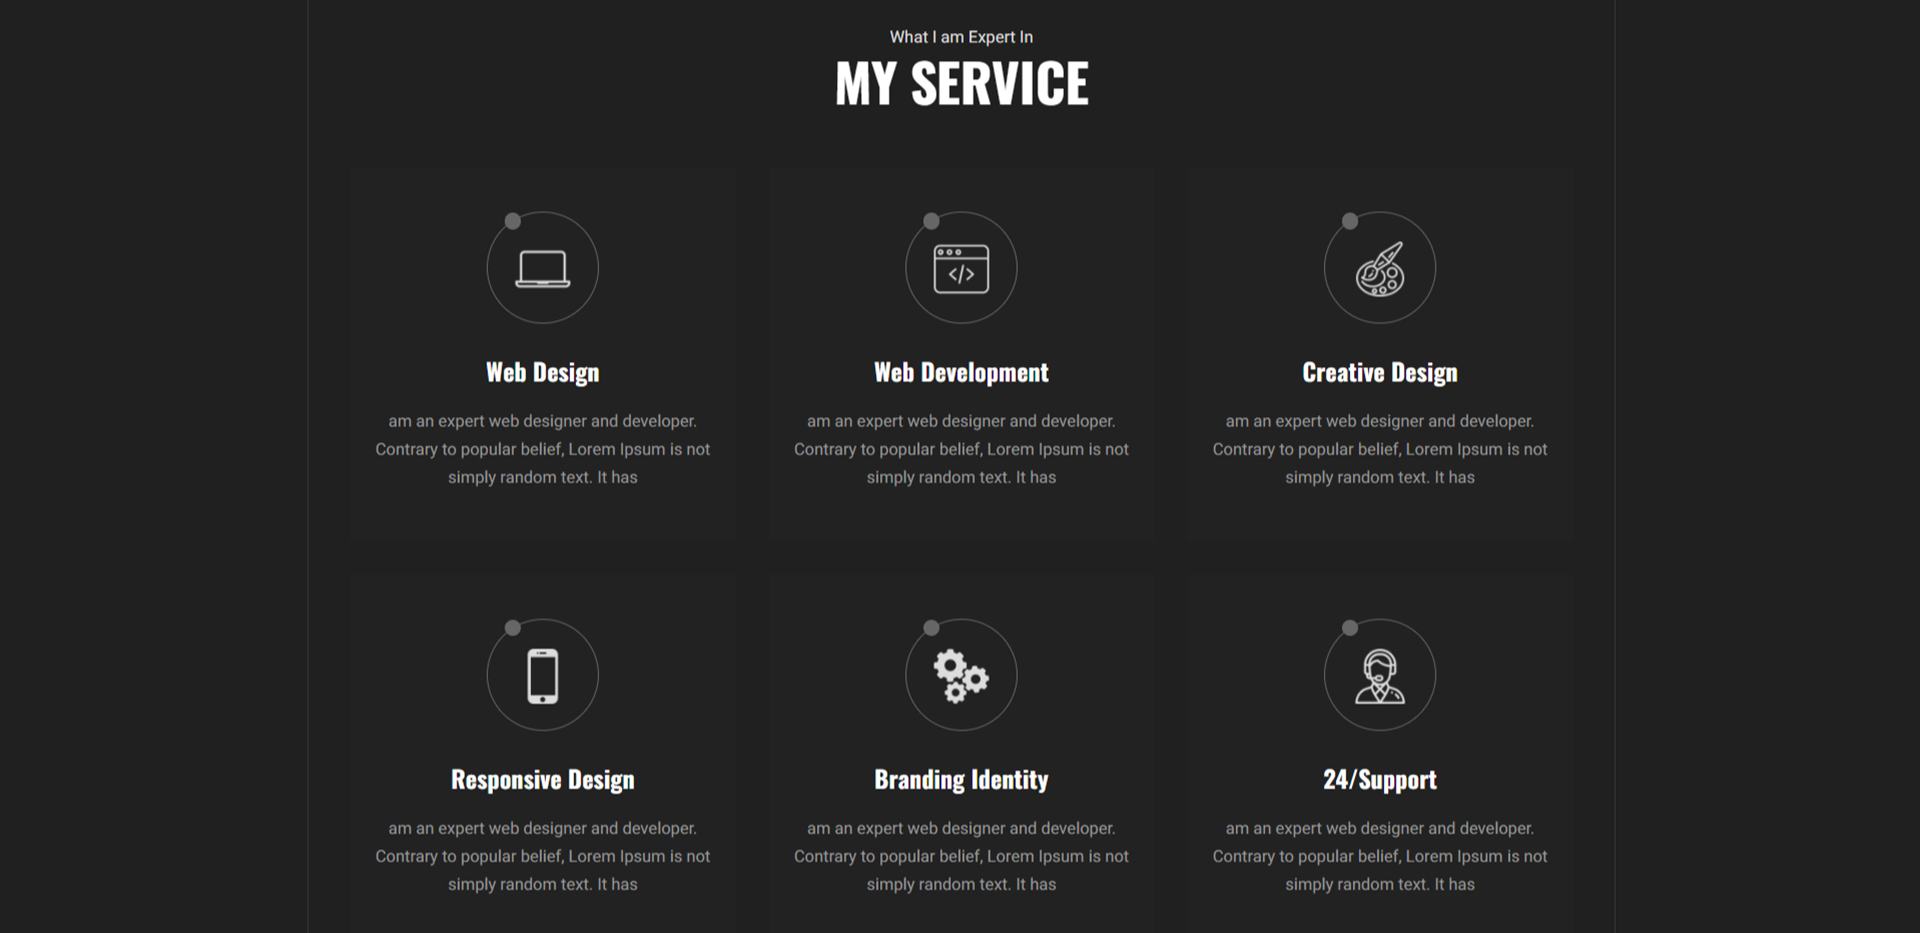 What I am Expert In
MY SERVICE
</>
Web Design
am an expert web designer and developer.
Contrary to popular belief, Lorem Ipsum is not
simply random text. It has
Web Development
am an expert web designer and developer.
Contrary to popular belief, Lorem Ipsum is not
simply random text. It has
Creative Design
am an expert web designer and developer.
Contrary to popular belief, Lorem Ipsum is not
simply random text. It has
Responsive Design
am an expert web designer and developer.
Contrary to popular belief, Lorem Ipsum is not
simply random text. It has
Branding Identity
am an expert web designer and developer.
Contrary to popular belief, Lorem Ipsum is not
simply random text. It has
24/Support
am an expert web designer and developer.
Contrary to popular belief, Lorem Ipsum is not
simply random text. It has